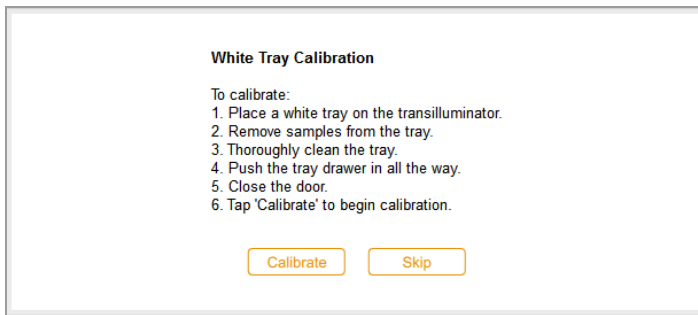 White Tray Calibration
To calibrate:
1. Place a white tray on the transilluminator.
2. Remove samples from the tray.
3. Thoroughly clean the tray.
4. Push the tray drawer in all the way.
5. Close the door.
6. Tap 'Calibrate' to begin calibration.
Calibrate Skip